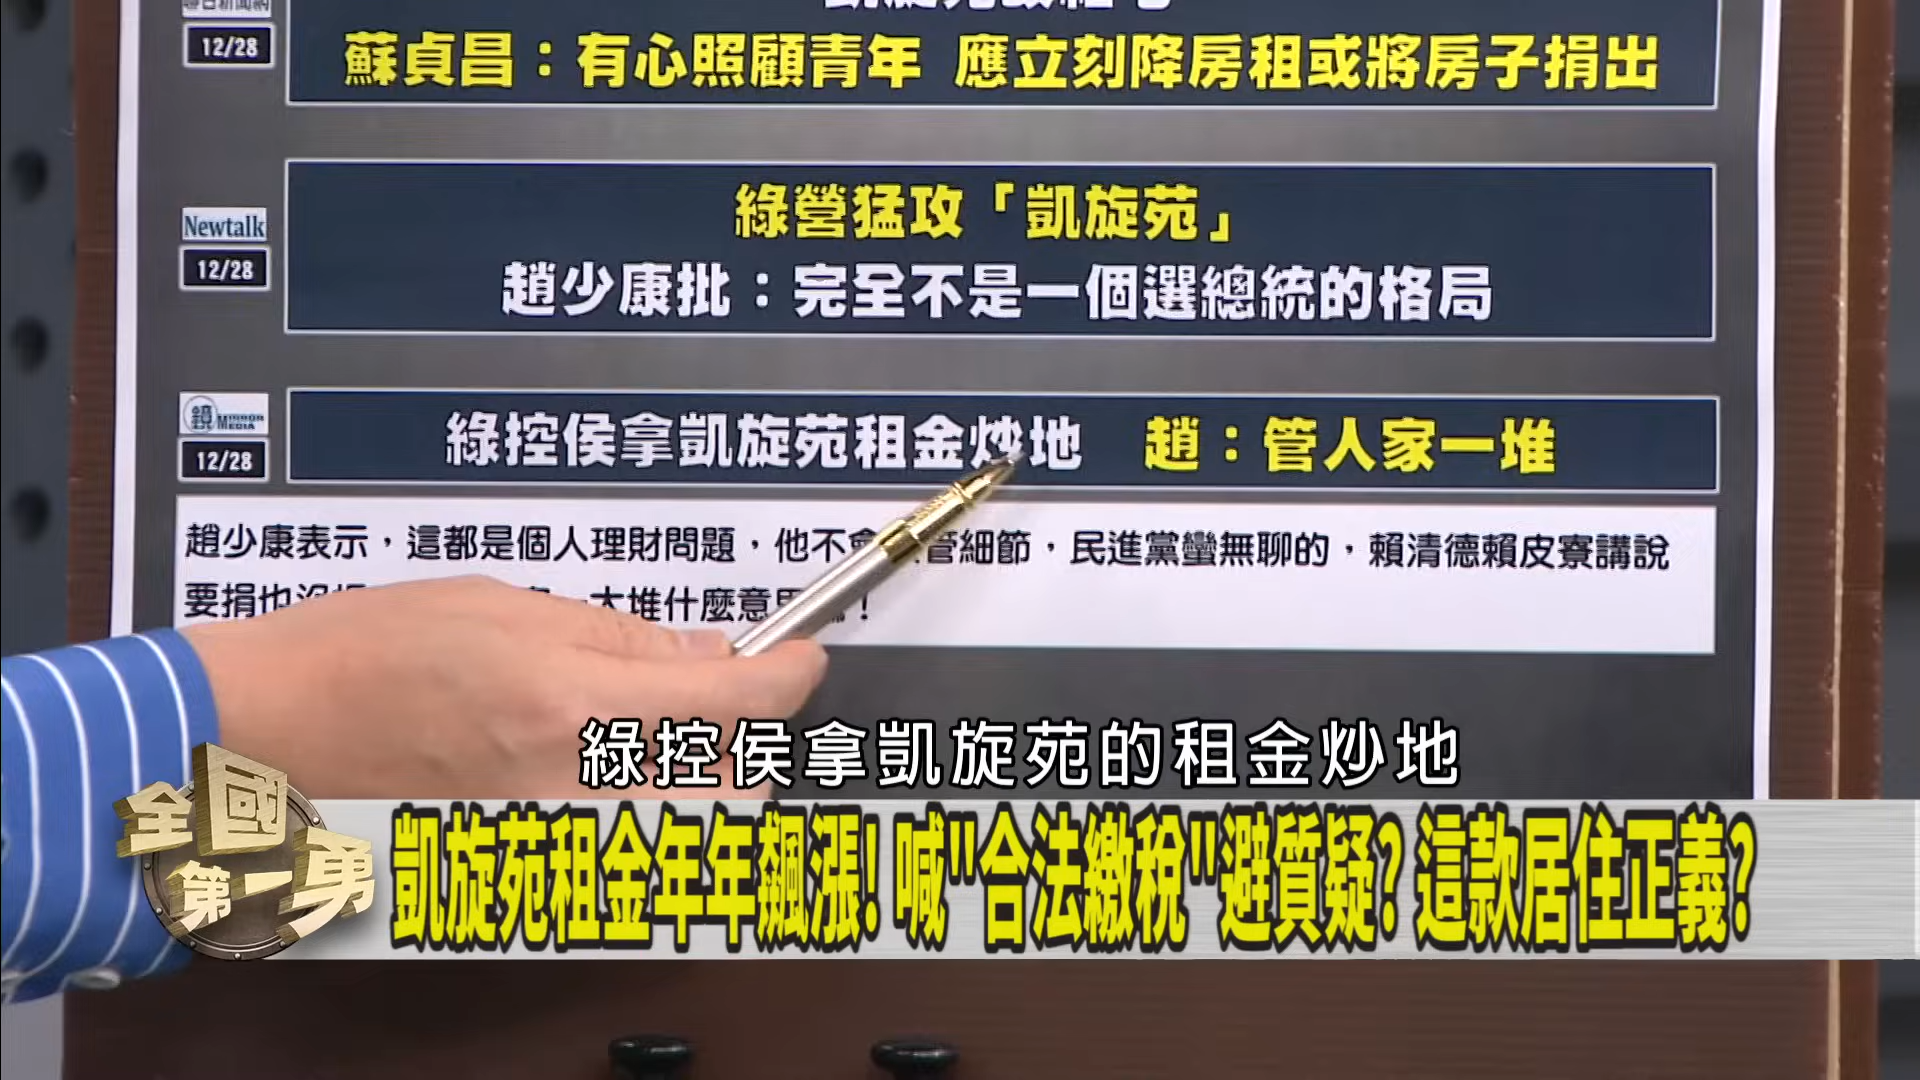 12/28
蘇貞昌：有心照顧青年 應立刻降房租或將房子捐出
Newtalk
12/28
綠營猛攻「凱旋苑」
趙少康批：完全不是一個選總統的格局
鏡 MIRROR MEDIA
12/28
綠控侯拿凱旋苑租金炒地 趙：管人家一堆
趙少康表示，這都是個人理財問題，他不會 管細節，民進黨蠻無聊的，賴清德賴皮寮講說
要捐也沒捐 大堆什麼意思 ！
綠控侯拿凱旋苑的租金炒地
全國第一勇
凱旋苑租金年年飆漲! 喊"合法繳稅"避質疑? 這款居住正義?